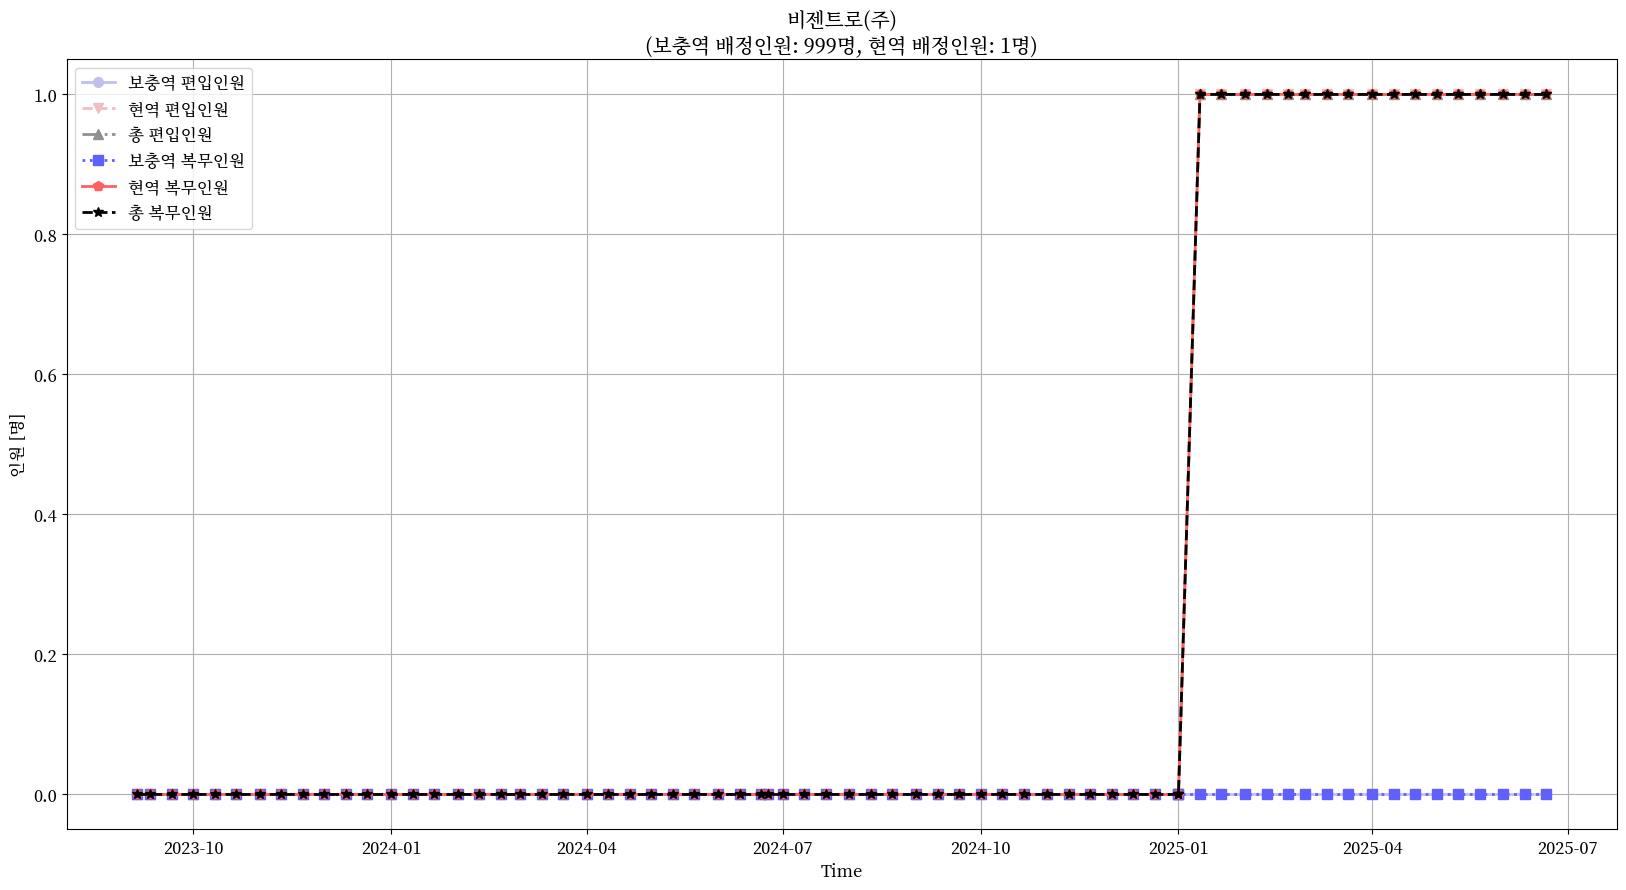 비젠트로(주)
(보충역 배정인원: 999명, 현역 배정인원: 1명)
보충역 편입인원
현역 편입인원
총 편입인원
보충역 복무인원
현역 복무인원
총 복무인원
1.0
0.8
0.6
0.4
0.2
0.0
인원 [명]
2023-10
2024-01
2024-04
2024-07
2024-10
2025-01
2025-04
2025-07
Time